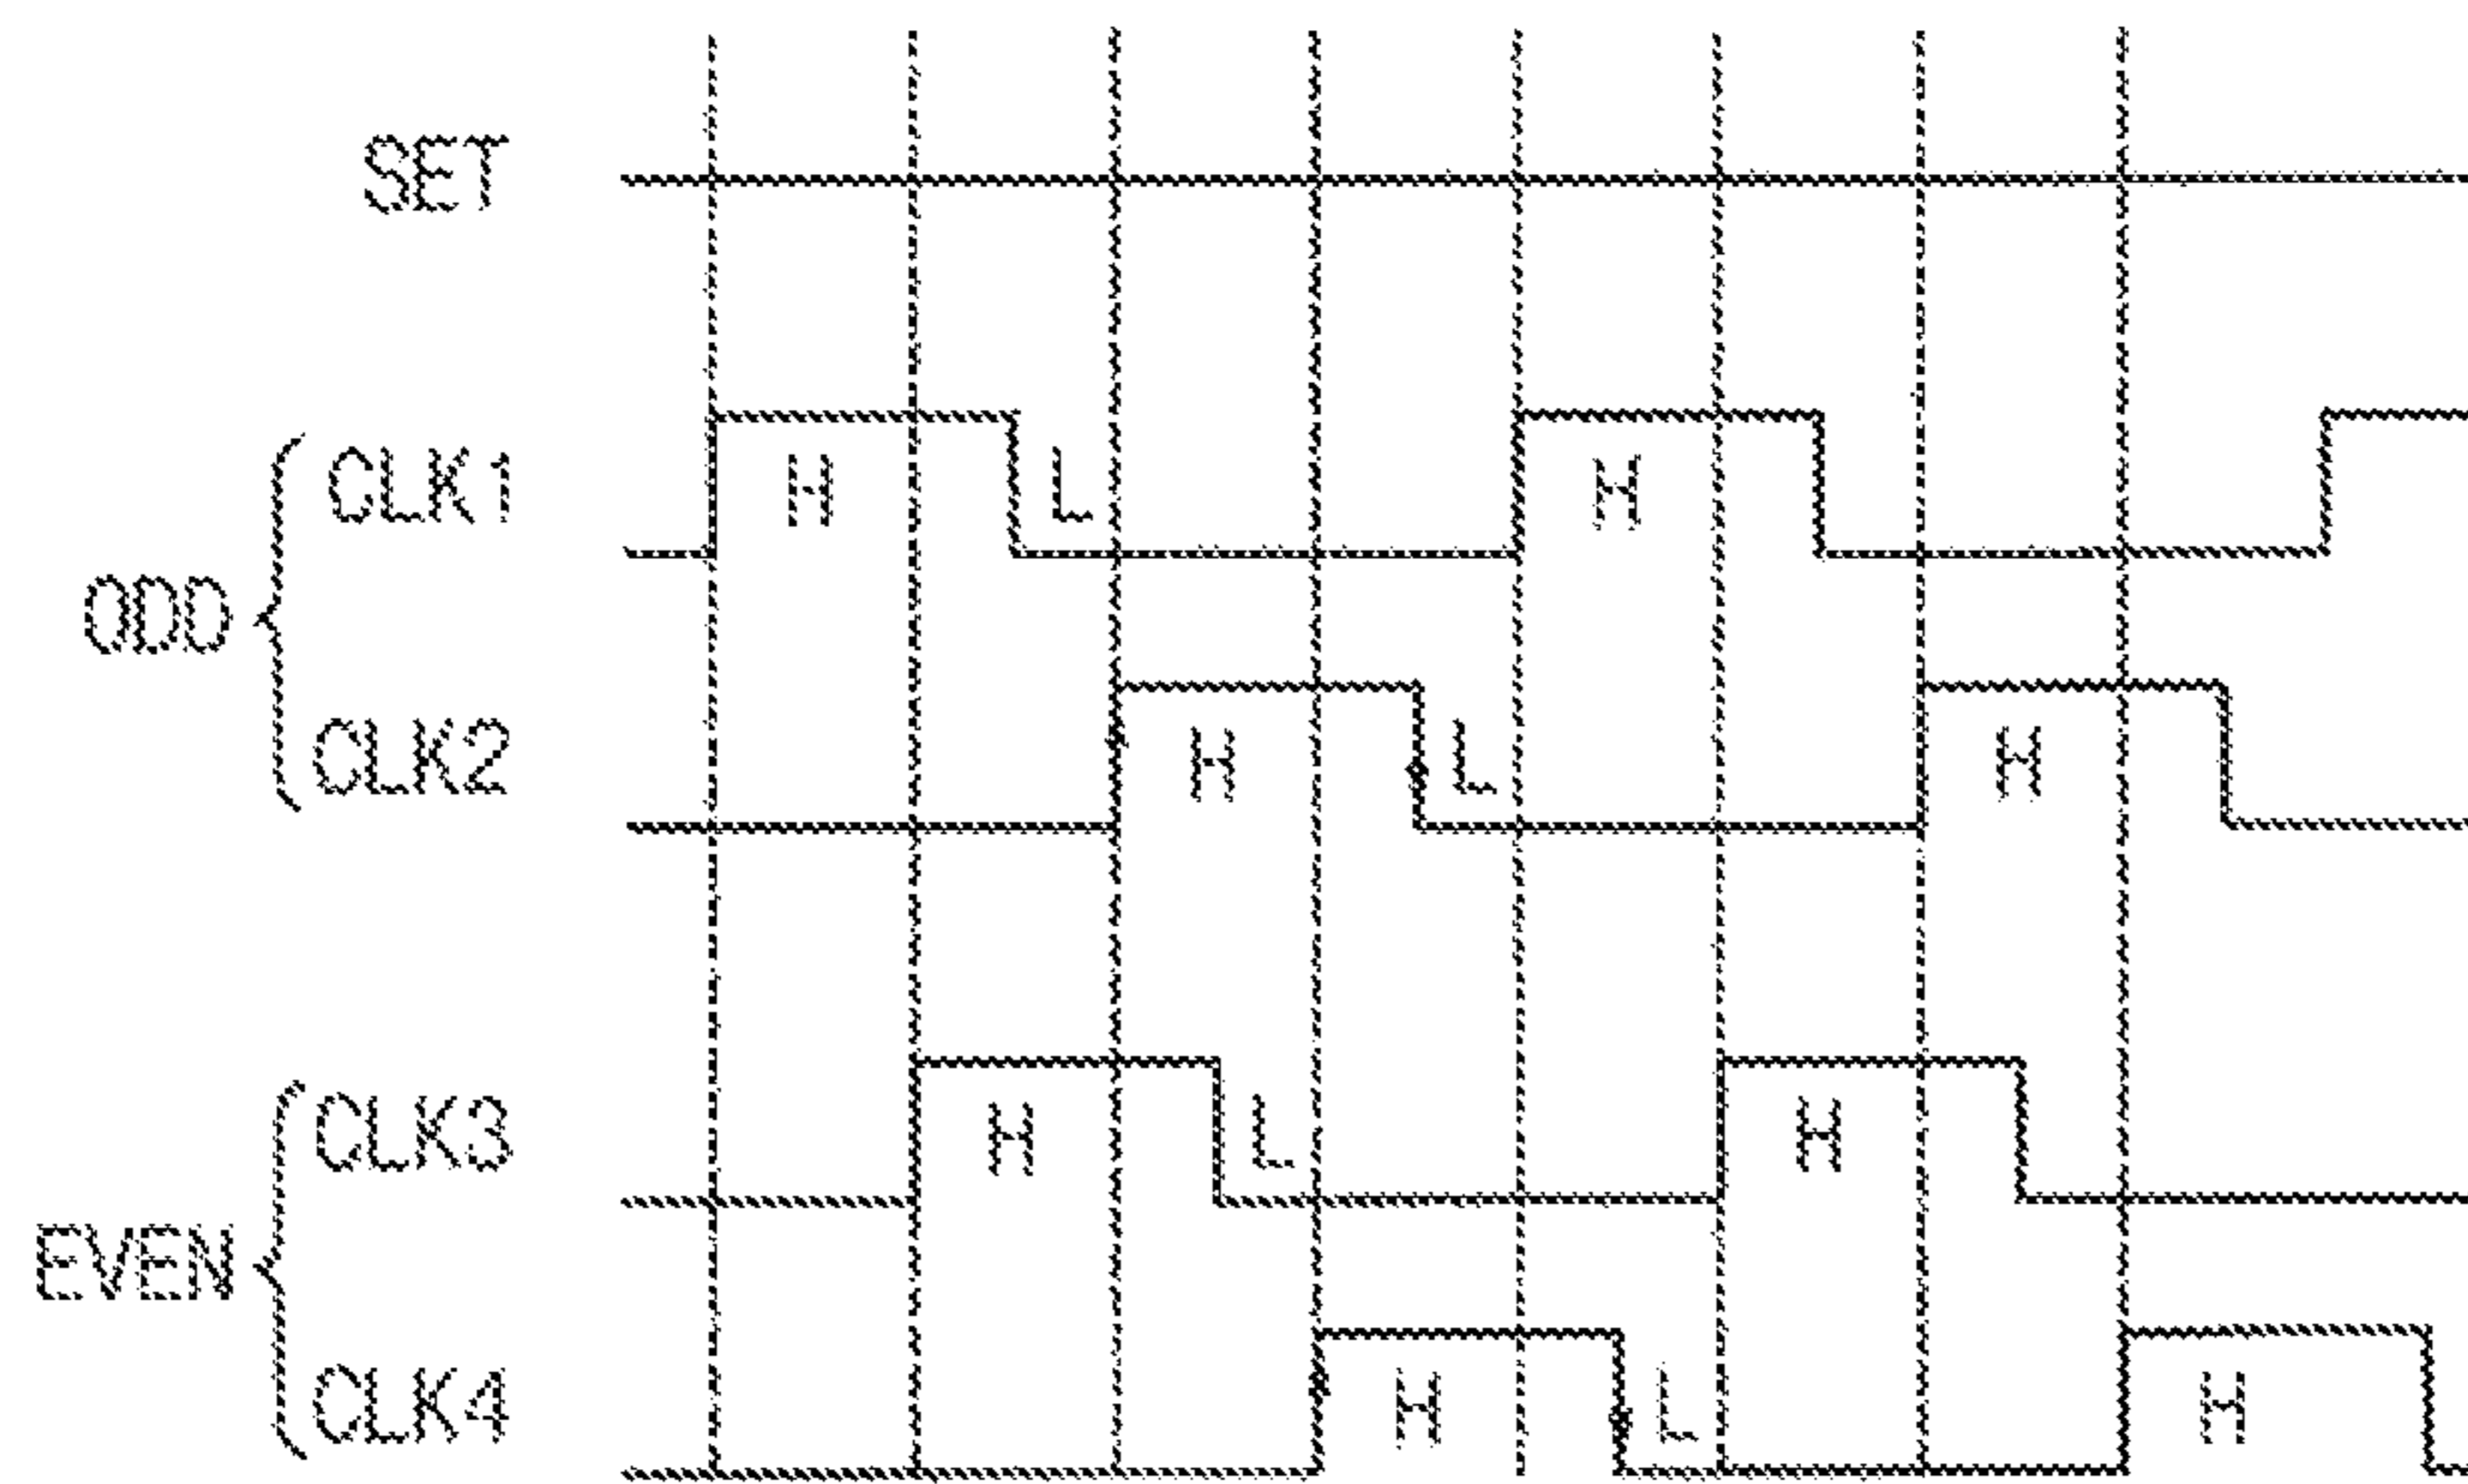 SET
CLK1 H L H
ODD
CLK2 H L H
CLK3 H L H
EVEN
CLK4 H L H